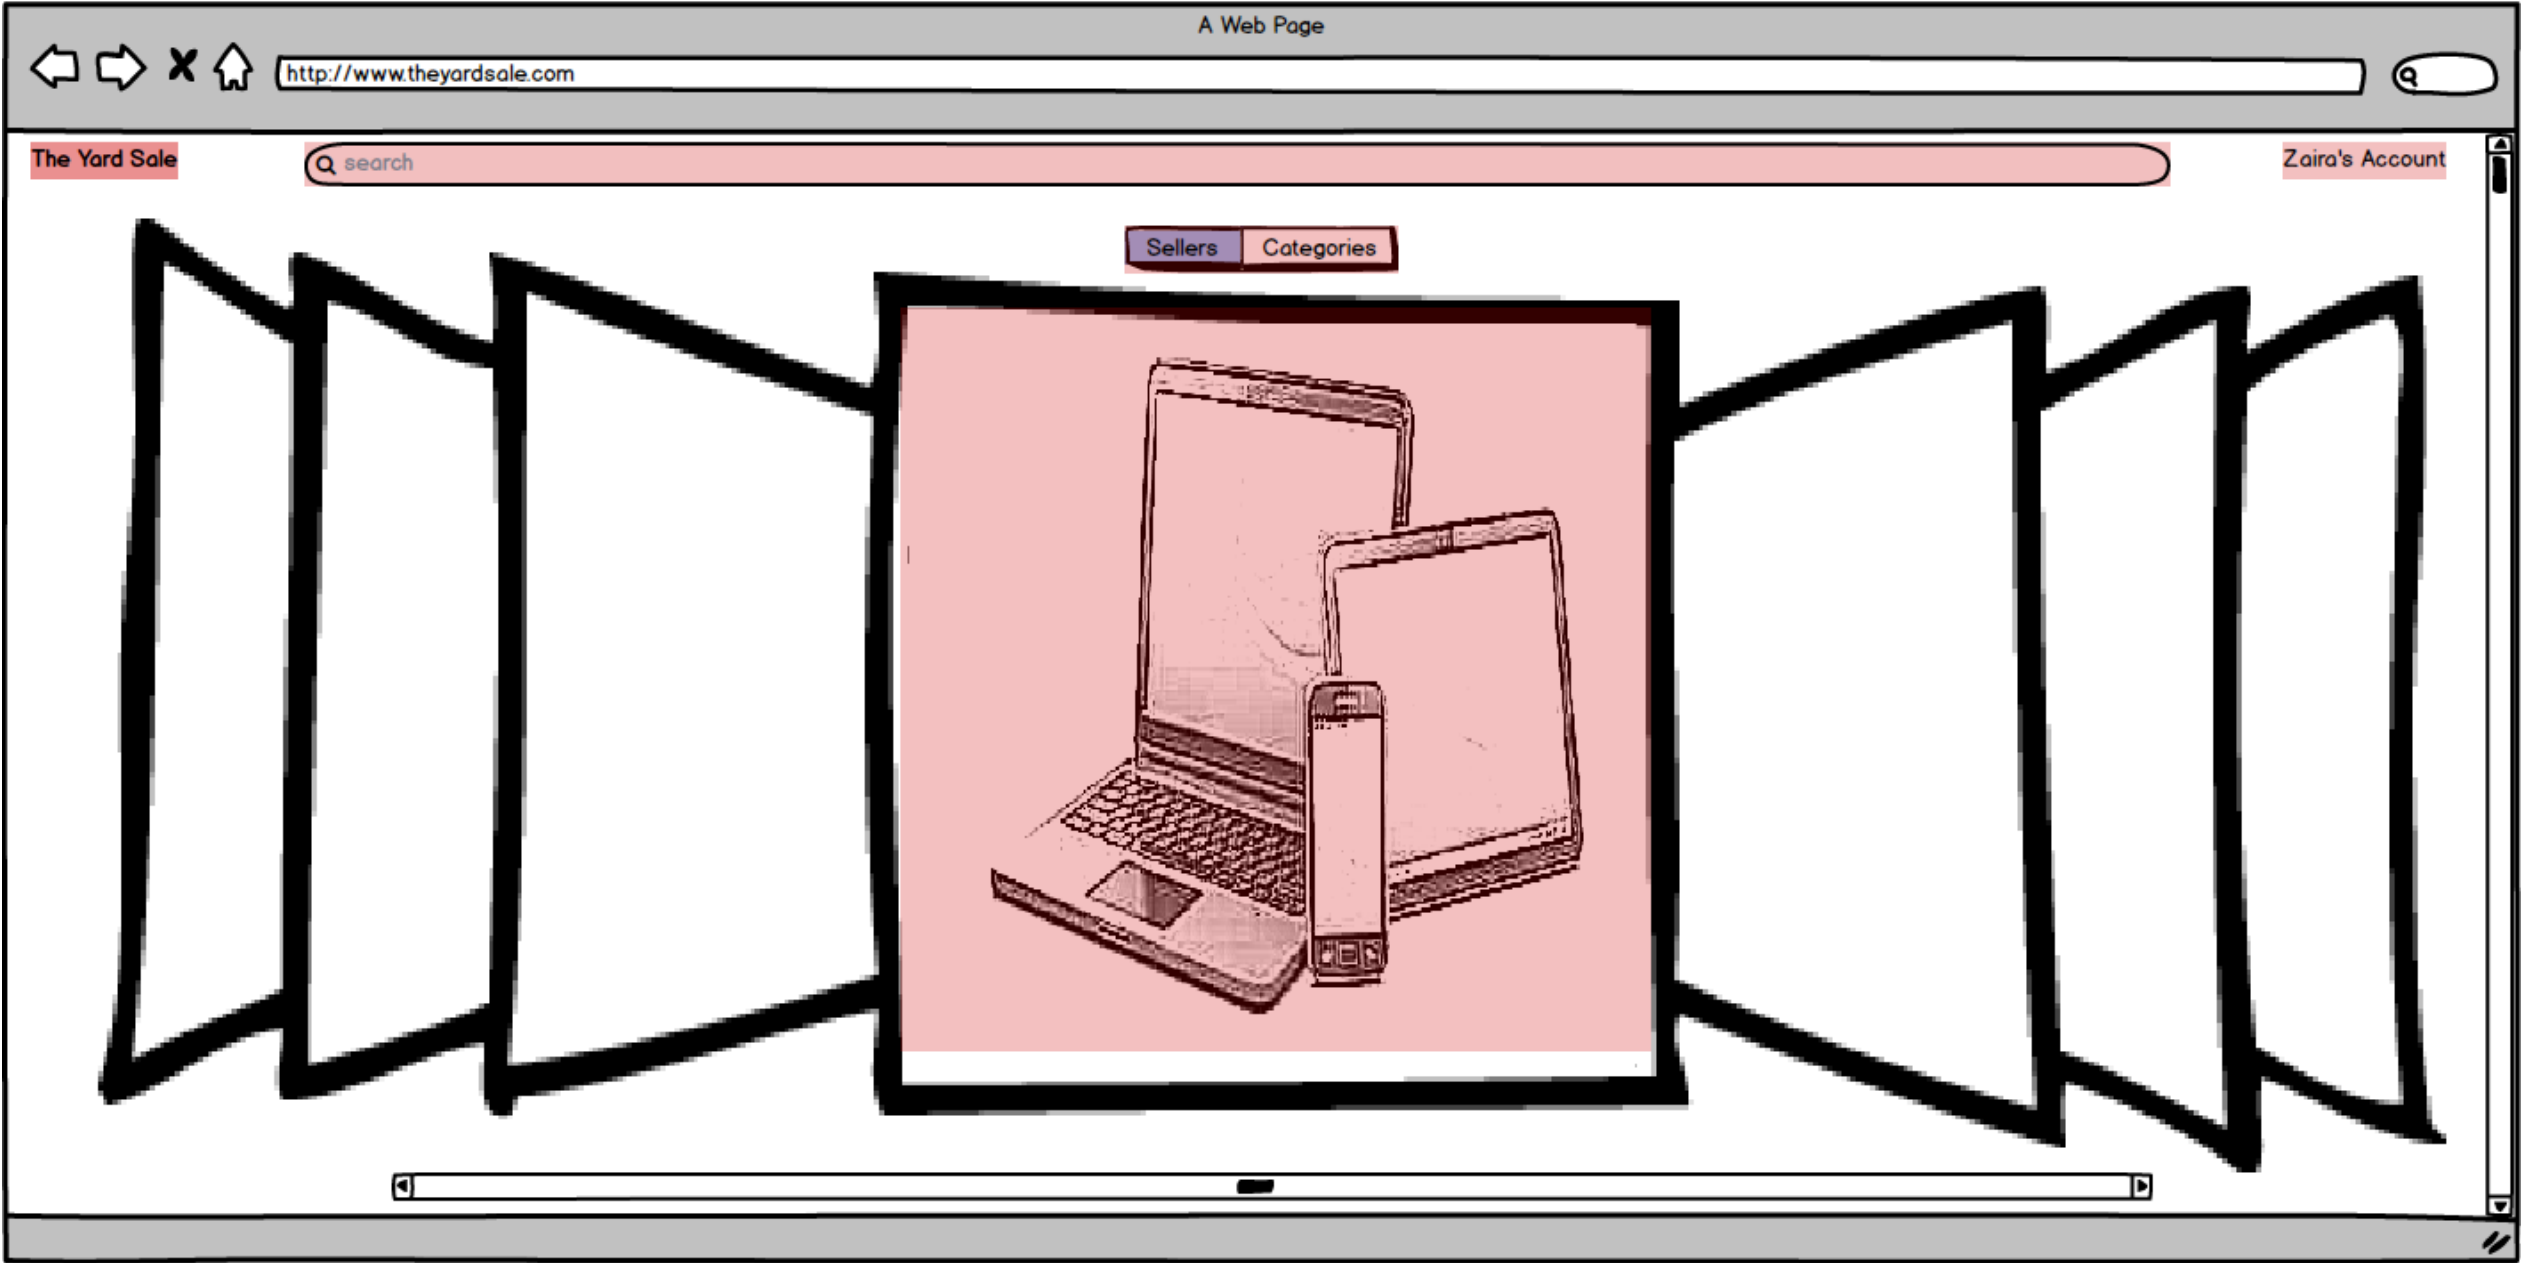 A Web Page
http://www.theyardsale.com
The Yard Sale
search
Zaira's Account
Sellers
Categories